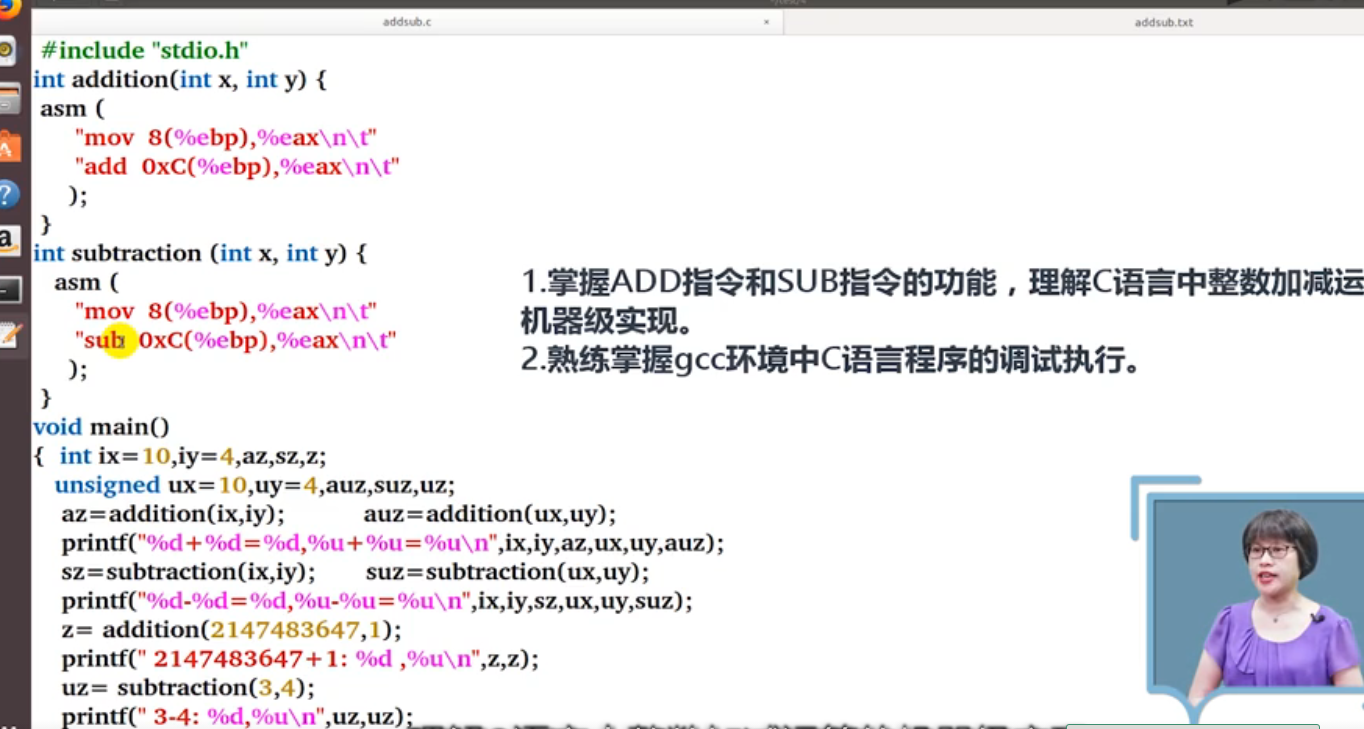 addsub.c × addsub.txt
#include "stdio.h"
int addition(int x, int y) {
asm (
"mov 8(%ebp),%eax\n\t"
"add 0xC(%ebp),%eax\n\t"
);
}
int subtraction (int x, int y) {
asm (
"mov 8(%ebp),%eax\n\t"
"sub 0xC(%ebp),%eax\n\t"
);
}
1.掌握ADD指令和SUB指令的功能，理解C语言中整数加减运
机器级实现。
2.熟练掌握gcc环境中C语言程序的调试执行。
void main()
{ int ix=10,iy=4,az,sz,z;
unsigned ux=10,uy=4,auz,suz,uz;
az=addition(ix,iy); auz=addition(ux,uy);
printf("%d+%d=%d,%u+%u=%u\n",ix,iy,az,ux,uy,auz);
sz=subtraction(ix,iy); suz=subtraction(ux,uy);
printf("%d-%d=%d,%u-%u=%u\n",ix,iy,sz,ux,uy,suz);
z= addition(2147483647,1);
printf(" 2147483647+1: %d ,%u\n",z,z);
uz= subtraction(3,4);
printf(" 3-4: %d,%u\n",uz,uz);